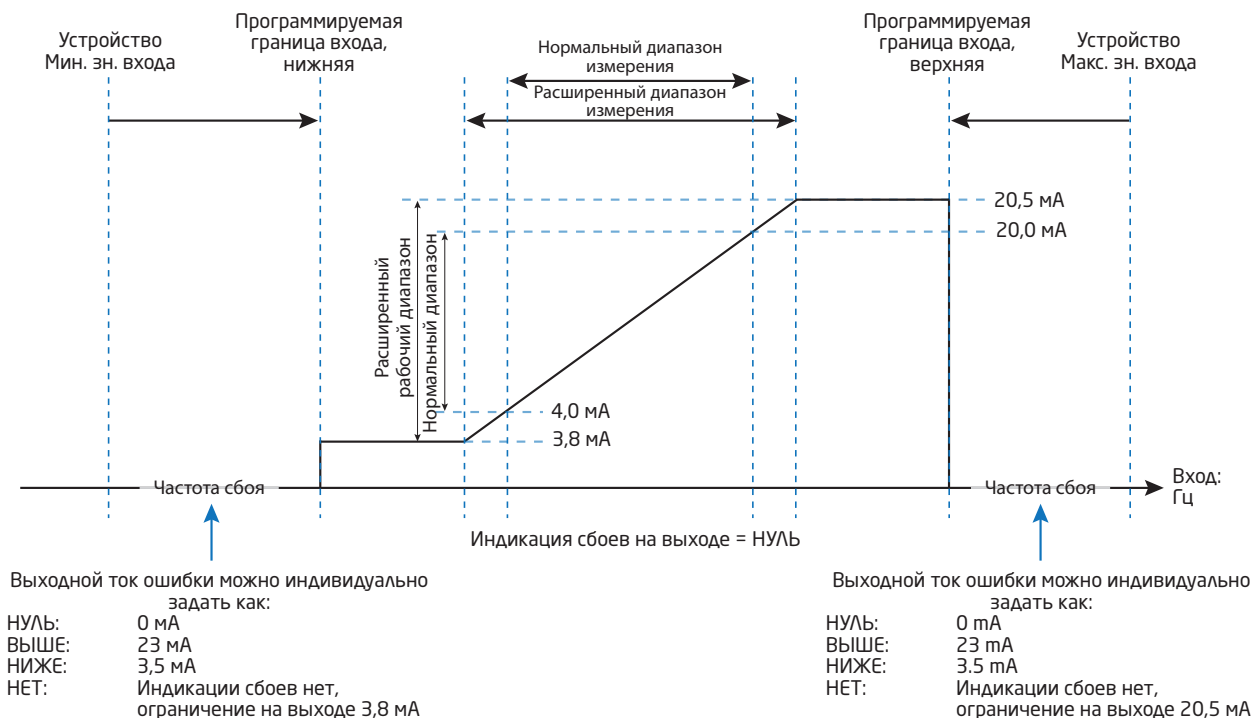 Устройство
Мин. зн. входа
Программируемая
граница входа,
нижняя
Нормальный диапазон
измерения
Расширенный диапазон
измерения
Программируемая
граница входа,
верхняя
Устройство
Макс. зн. входа
20,5 мА
20,0 мА
Расширенный
рабочий диапазон
Нормальный диапазон
4,0 мА
3,8 мА
Частота сбоя
Частота сбоя
Вход:
Гц
Индикация сбоев на выходе = НУЛЬ
Выходной ток ошибки можно индивидуально
задать как:
НУЛЬ: 0 мА
ВЫШЕ: 23 мА
НИЖЕ: 3,5 мА
НЕТ: Индикации сбоев нет,
ограничение на выходе 3,8 мА
Выходной ток ошибки можно индивидуально
задать как:
НУЛЬ: 0 mA
ВЫШЕ: 23 mA
НИЖЕ: 3.5 mA
НЕТ: Индикации сбоев нет,
ограничение на выходе 20,5 мА